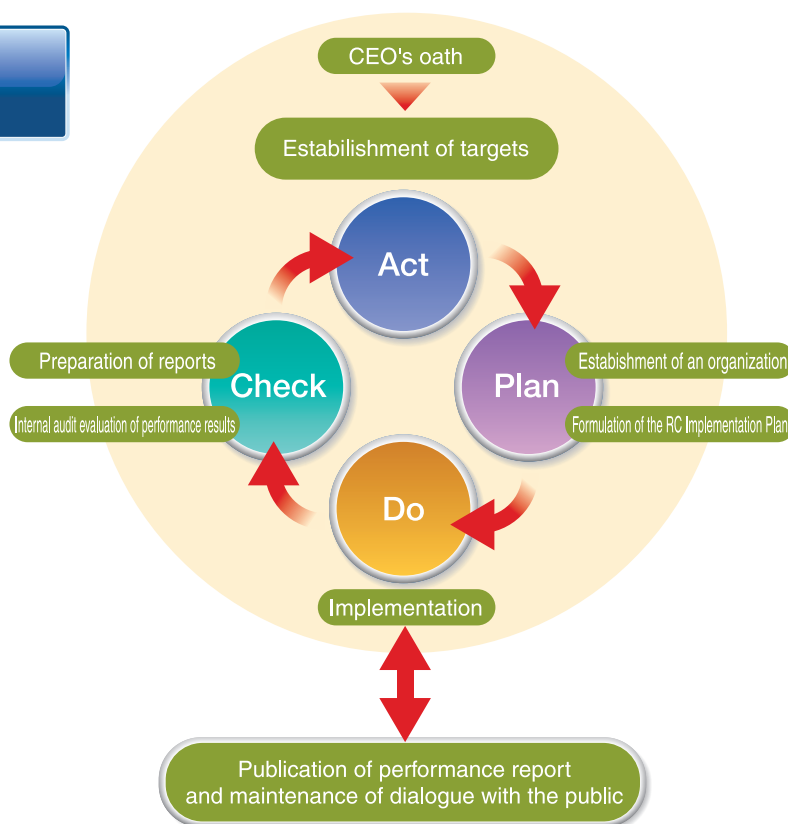 CEO's oath
Estabilishment of targets
Act
Preparation of reports
Check
Internal audit evaluation of performance results
Plan
Estabishment of an organization
Formulation of the RC Implementation Plan
Do
Implementation
Publication of performance report
and maintenance of dialogue with the public